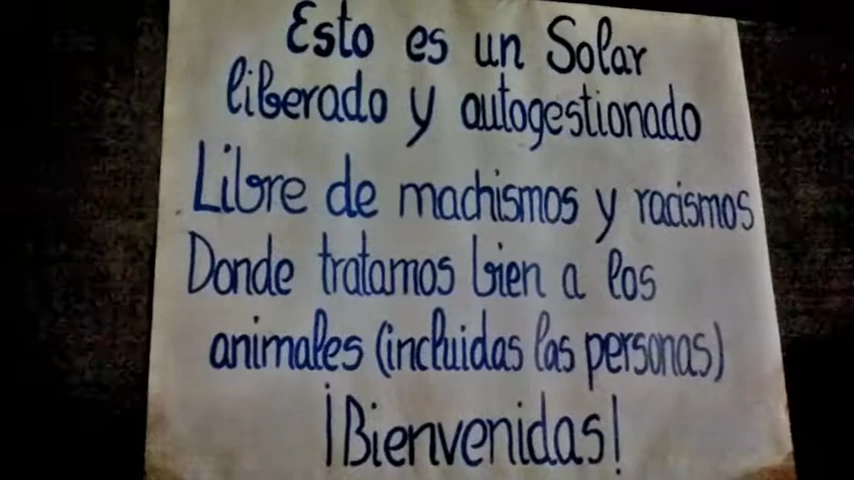 Esto es un Solar
liberado y autogestionado
Libre de machismos y racismos
Donde tratamos bien a los
animales (incluidas las personas)
¡Bienvenidas!